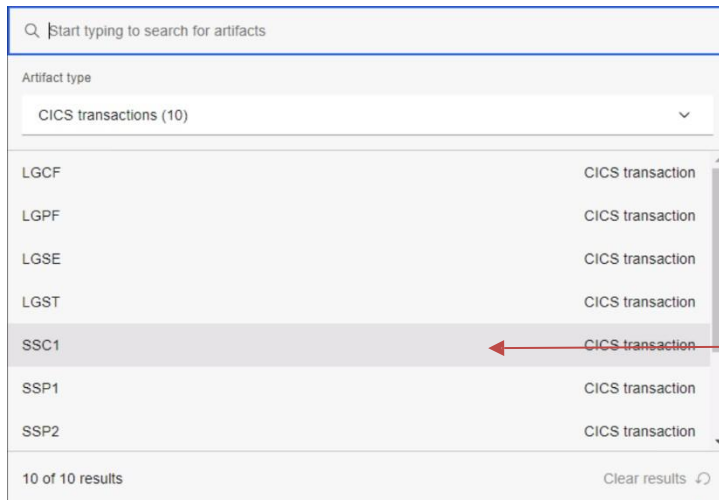 Start typing to search for artifacts
Artifact type
CICS transactions (10)
LGCF CICS transaction
LGPF CICS transaction
LGSE CICS transaction
LGST CICS transaction
SSC1 CICS transaction
SSP1 CICS transaction
SSP2 CICS transaction
10 of 10 results Clear results